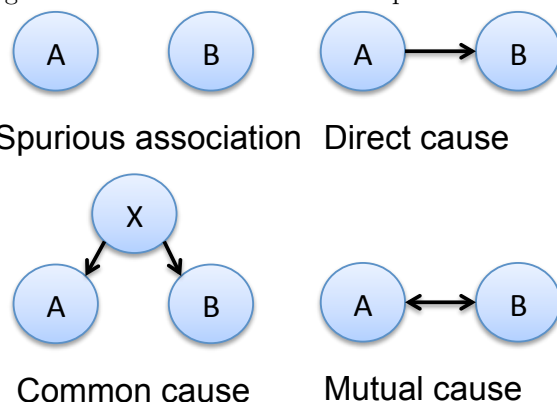 A B A B
Spurious association Direct cause
X
A B A B
Common cause Mutual cause